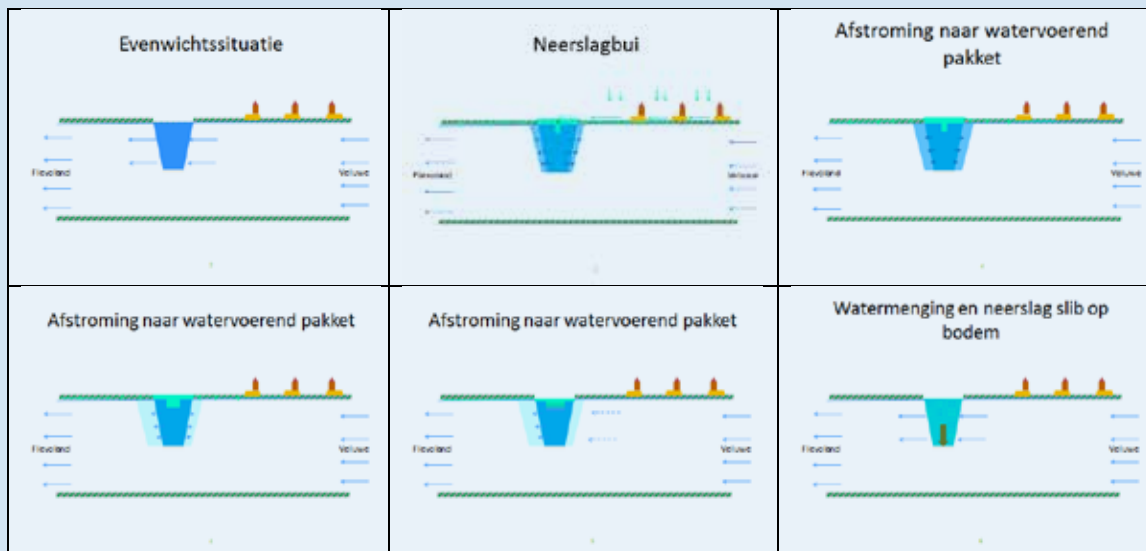 Evenwichtssituatie
Flevoland
Veluwe
Neerslagbui
Flevoland
Veluwe
Afstroming naar watervoerend
pakket
Flevoland
Veluwe
Afstroming naar watervoerend pakket
Flevoland
Veluwe
Afstroming naar watervoerend pakket
Flevoland
Veluwe
Watermenging en neerslag slib op
bodem
Flevoland
Veluwe